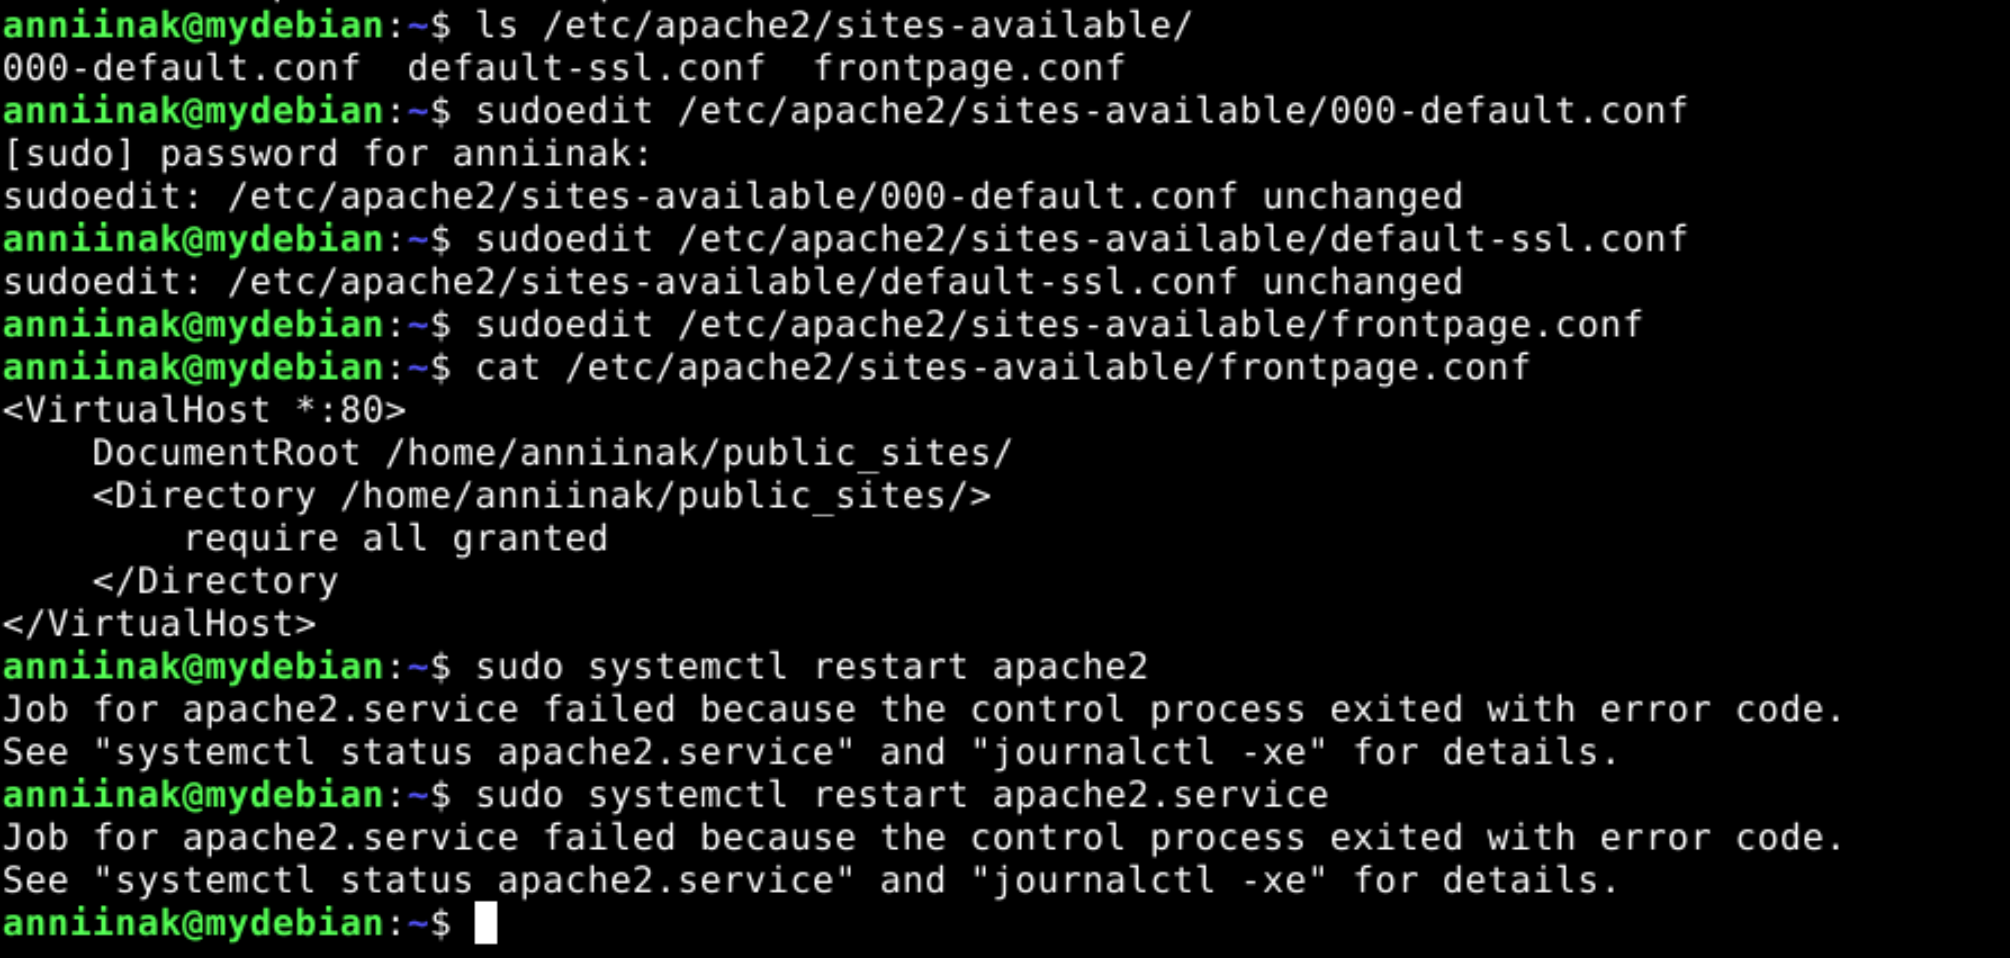 anniinak@mydebian:~$ ls /etc/apache2/sites-available/
000-default.conf  default-ssl.conf  frontpage.conf
anniinak@mydebian:~$ sudoedit /etc/apache2/sites-available/000-default.conf
[sudo] password for anniinak:
sudoedit: /etc/apache2/sites-available/000-default.conf unchanged
anniinak@mydebian:~$ sudoedit /etc/apache2/sites-available/default-ssl.conf
sudoedit: /etc/apache2/sites-available/default-ssl.conf unchanged
anniinak@mydebian:~$ sudoedit /etc/apache2/sites-available/frontpage.conf
anniinak@mydebian:~$ cat /etc/apache2/sites-available/frontpage.conf
<VirtualHost *:80>
    DocumentRoot /home/anniinak/public_sites/
    <Directory /home/anniinak/public_sites/>
        require all granted
    </Directory
</VirtualHost>
anniinak@mydebian:~$ sudo systemctl restart apache2
Job for apache2.service failed because the control process exited with error code.
See "systemctl status apache2.service" and "journalctl -xe" for details.
anniinak@mydebian:~$ sudo systemctl restart apache2.service
Job for apache2.service failed because the control process exited with error code.
See "systemctl status apache2.service" and "journalctl -xe" for details.
anniinak@mydebian:~$